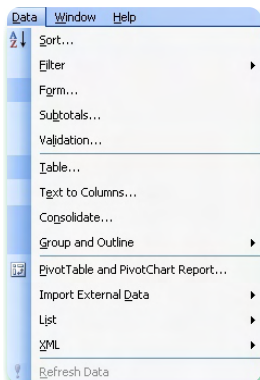 Data Window Help
Sort...
Filter
Form...
Subtotals...
Validation...
Table...
Text to Columns...
Consolidate...
Group and Outline
PivotTable and PivotChart Report...
Import External Data
List
XML
Refresh Data